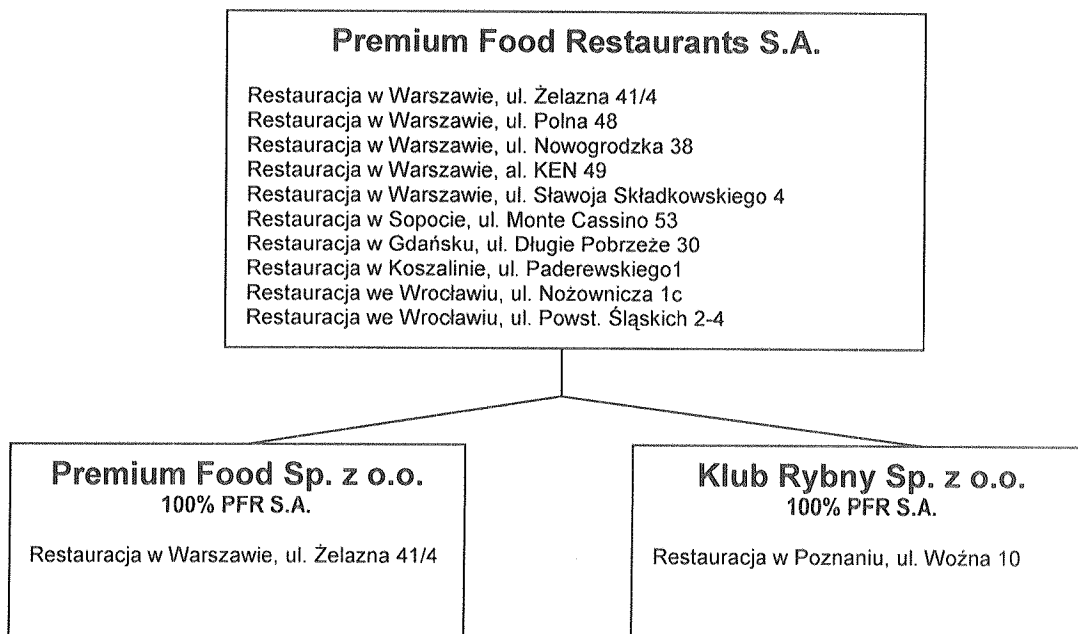 Premium Food Restaurants S.A.
Restauracja w Warszawie, ul. Żelazna 41/4
Restauracja w Warszawie, ul. Polna 48
Restauracja w Warszawie, ul. Nowogrodzka 38
Restauracja w Warszawie, al. KEN 49
Restauracja w Warszawie, ul. Sławoja Składkowskiego 4
Restauracja w Sopocie, ul. Monte Cassino 53
Restauracja w Gdańsku, ul. Długie Pobrzeże 30
Restauracja w Koszalinie, ul. Paderewskiego1
Restauracja we Wrocławiu, ul. Nożownicza 1c
Restauracja we Wrocławiu, ul. Powst. Śląskich 2-4
Premium Food Sp. z o.o.
100% PFR S.A.
Restauracja w Warszawie, ul. Żelazna 41/4
Klub Rybny Sp. z o.o.
100% PFR S.A.
Restauracja w Poznaniu, ul. Woźna 10